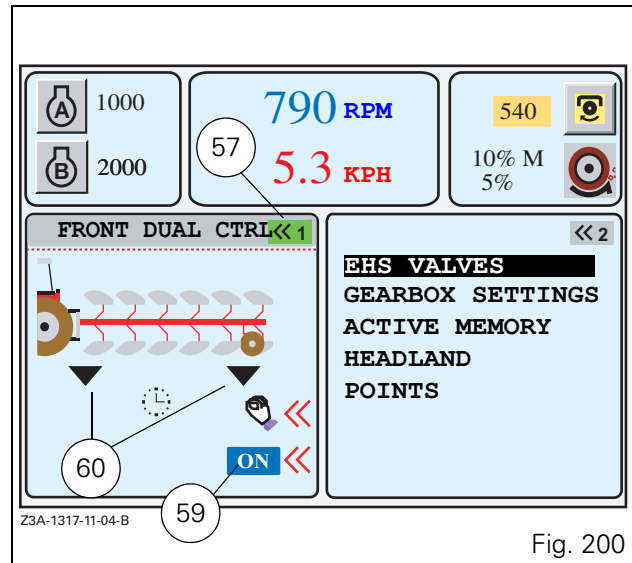 A 1000
B 2000
790 RPM
5.3 KPH
540
10% M
5%
57
FRONT DUAL CTRL « 1
60
ON «
59
« 2
EHS VALVES
GEARBOX SETTINGS
ACTIVE MEMORY
HEADLAND
POINTS
Z3A-1317-11-04-B
Fig. 200